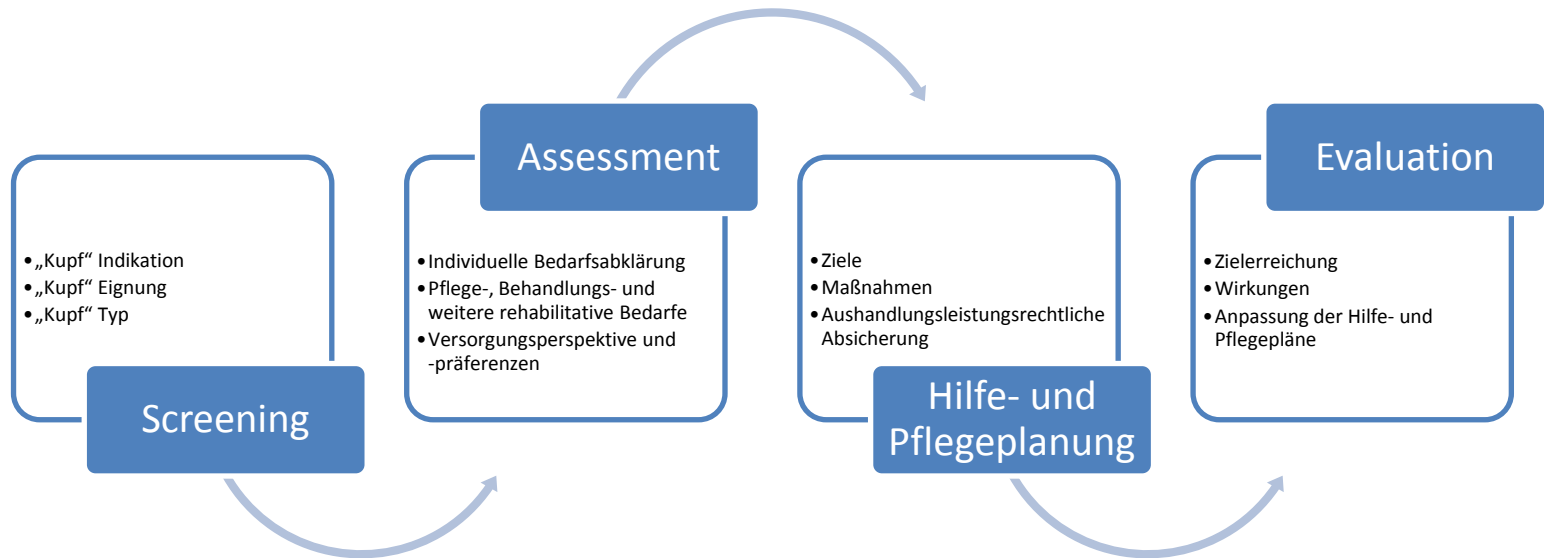 • „Kupf“ Indikation
• „Kupf“ Eignung
• „Kupf“ Typ
Screening
Assessment
• Individuelle Bedarfsabklärung
• Pflege-, Behandlungs- und
weitere rehabilitative Bedarfe
• Versorgungsperspektive und
-präferenzen
• Ziele
• Maßnahmen
• Aushandlungsleistungsrechtliche
Absicherung
Hilfe- und
Pflegeplanung
Evaluation
• Zielerreichung
• Wirkungen
• Anpassung der Hilfe- und
Pflegepläne